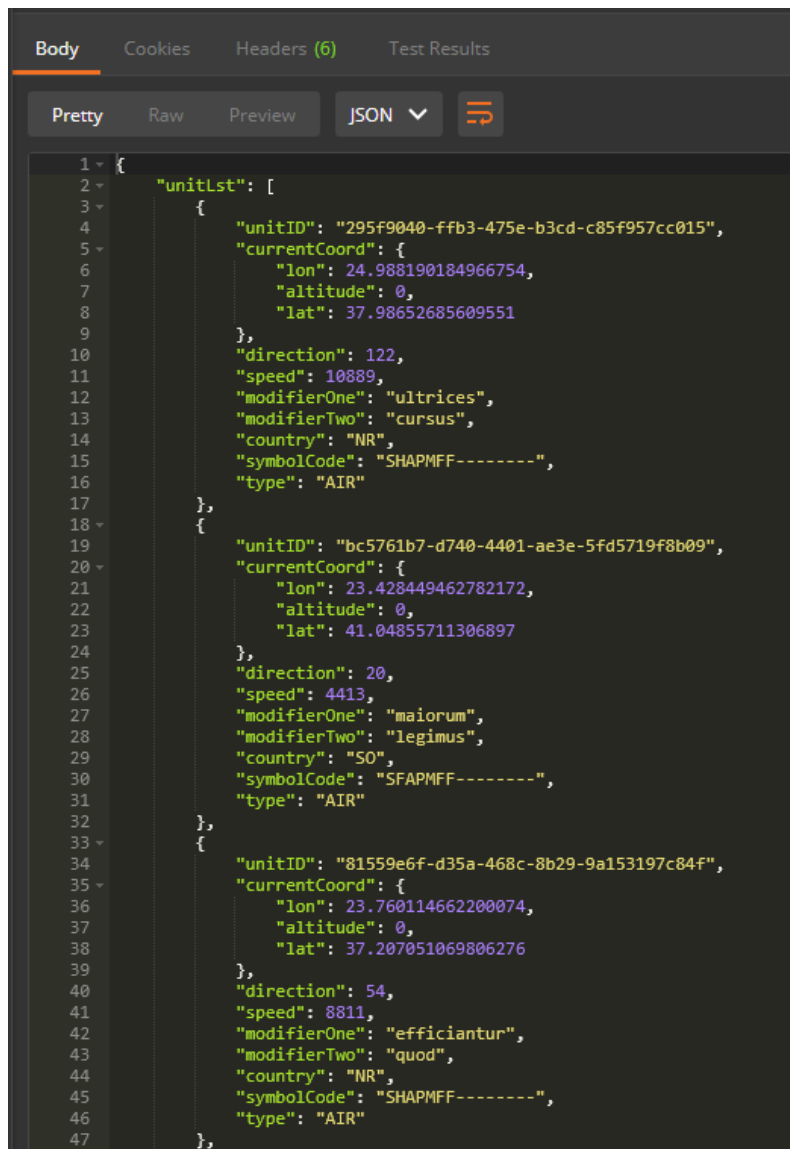 Body Cookies Headers (6) Test Results
Pretty Raw Preview JSON
1 {
2 "unitLst": [
3 {
4 "unitID": "295f9040-ffb3-475e-b3cd-c85f957cc015",
5 "currentCoord": {
6 "lon": 24.988190184966754,
7 "altitude": 0,
8 "lat": 37.98652685609551
9 },
10 "direction": 122,
11 "speed": 10889,
12 "modifierOne": "ultrices",
13 "modifierTwo": "cursus",
14 "country": "NR",
15 "symbolCode": "SHAPMFF--------",
16 "type": "AIR"
17 },
18 {
19 "unitID": "bc5761b7-d740-4401-ae3e-5fd5719f8b09",
20 "currentCoord": {
21 "lon": 23.428449462782172,
22 "altitude": 0,
23 "lat": 41.04855711306897
24 },
25 "direction": 20,
26 "speed": 4413,
27 "modifierOne": "maiorum",
28 "modifierTwo": "legimus",
29 "country": "SO",
30 "symbolCode": "SFAPMFF--------",
31 "type": "AIR"
32 },
33 {
34 "unitID": "81559e6f-d35a-468c-8b29-9a153197c84f",
35 "currentCoord": {
36 "lon": 23.760114662200074,
37 "altitude": 0,
38 "lat": 37.207051069806276
39 },
40 "direction": 54,
41 "speed": 8811,
42 "modifierOne": "efficiantur",
43 "modifierTwo": "quod",
44 "country": "NR",
45 "symbolCode": "SHAPMFF--------",
46 "type": "AIR"
47 },